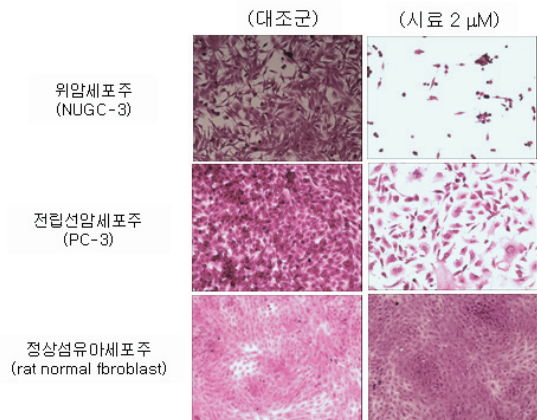 (대조군)
(시료 2 μM)
위암세포주
(NUGC-3)
전립선암세포주
(PC-3)
정상섬유아세포주
(rat normal fbroblast)